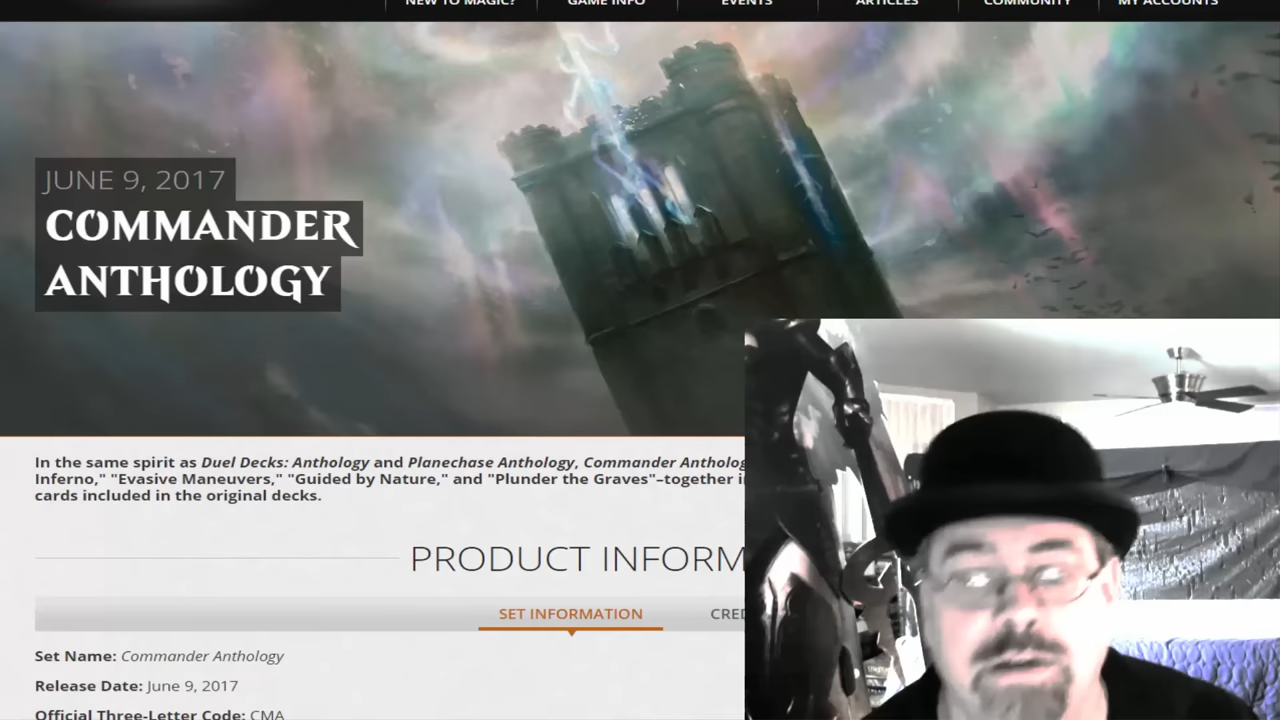 NEW TO MAGIC? GAME INFO EVENTS ARTICLES COMMUNITY MY ACCOUNTS
JUNE 9, 2017
COMMANDER
ANTHOLOGY
In the same spirit as Duel Decks: Anthology and Planechase Anthology, Commander Antholog
Inferno," "Evasive Maneuvers," "Guided by Nature," and "Plunder the Graves"–together i
cards included in the original decks.
PRODUCT INFORM
SET INFORMATION CRED
Set Name: Commander Anthology
Release Date: June 9, 2017
Official Three-Letter Code: CMA